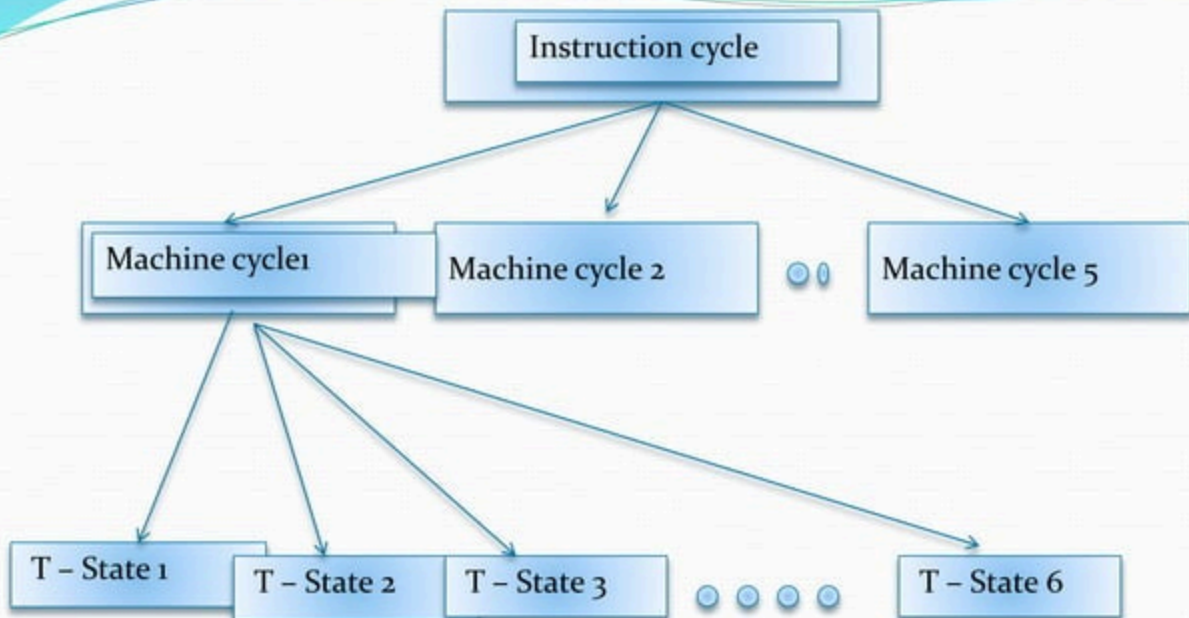 Instruction cycle
Machine cycle1
Machine cycle 2
Machine cycle 5
T – State 1
T – State 2
T – State 3
T – State 6